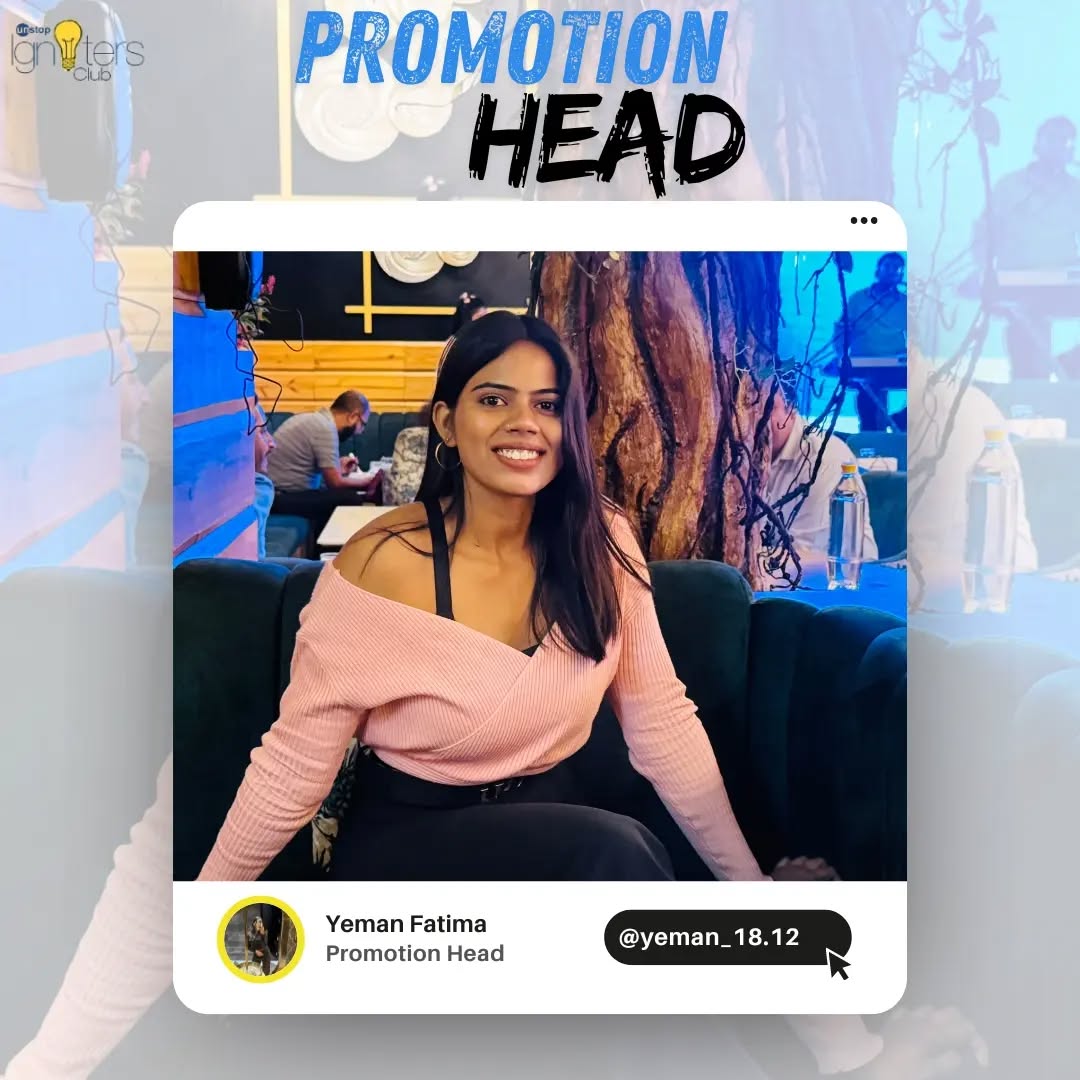 unstop
Igniters
club
PROMOTION
HEAD
Yeman Fatima
Promotion Head
@yeman_18.12